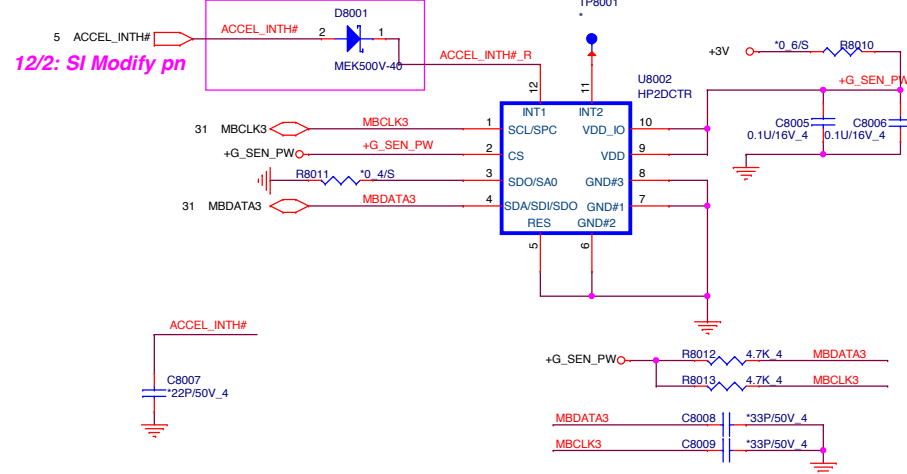 TP8001
*
D8001
5 ACCEL_INTH#
ACCEL_INTH#
2
1
MEK500V-40
12/2: SI Modify pn
ACCEL_INTH#_R
+3V
*0_6/S
R8010
+G_SEN_PW
U8002
HP2DCTR
12
11
INT1
INT2
31 MBCLK3
MBCLK3
1
SCL/SPC
VDD_IO
10
C8005
0.1U/16V_4
C8006
0.1U/16V_4
+G_SEN_PW
+G_SEN_PW
2
CS
VDD
9
R8011
*0_4/S
3
SDO/SA0
GND#3
8
31 MBDATA3
MBDATA3
4
SDA/SDI/SDO
GND#1
7
RES
GND#2
5
6
ACCEL_INTH#
C8007
*22P/50V_4
+G_SEN_PW
R8012
4.7K_4
MBDATA3
R8013
4.7K_4
MBCLK3
MBDATA3
C8008
*33P/50V_4
MBCLK3
C8009
*33P/50V_4